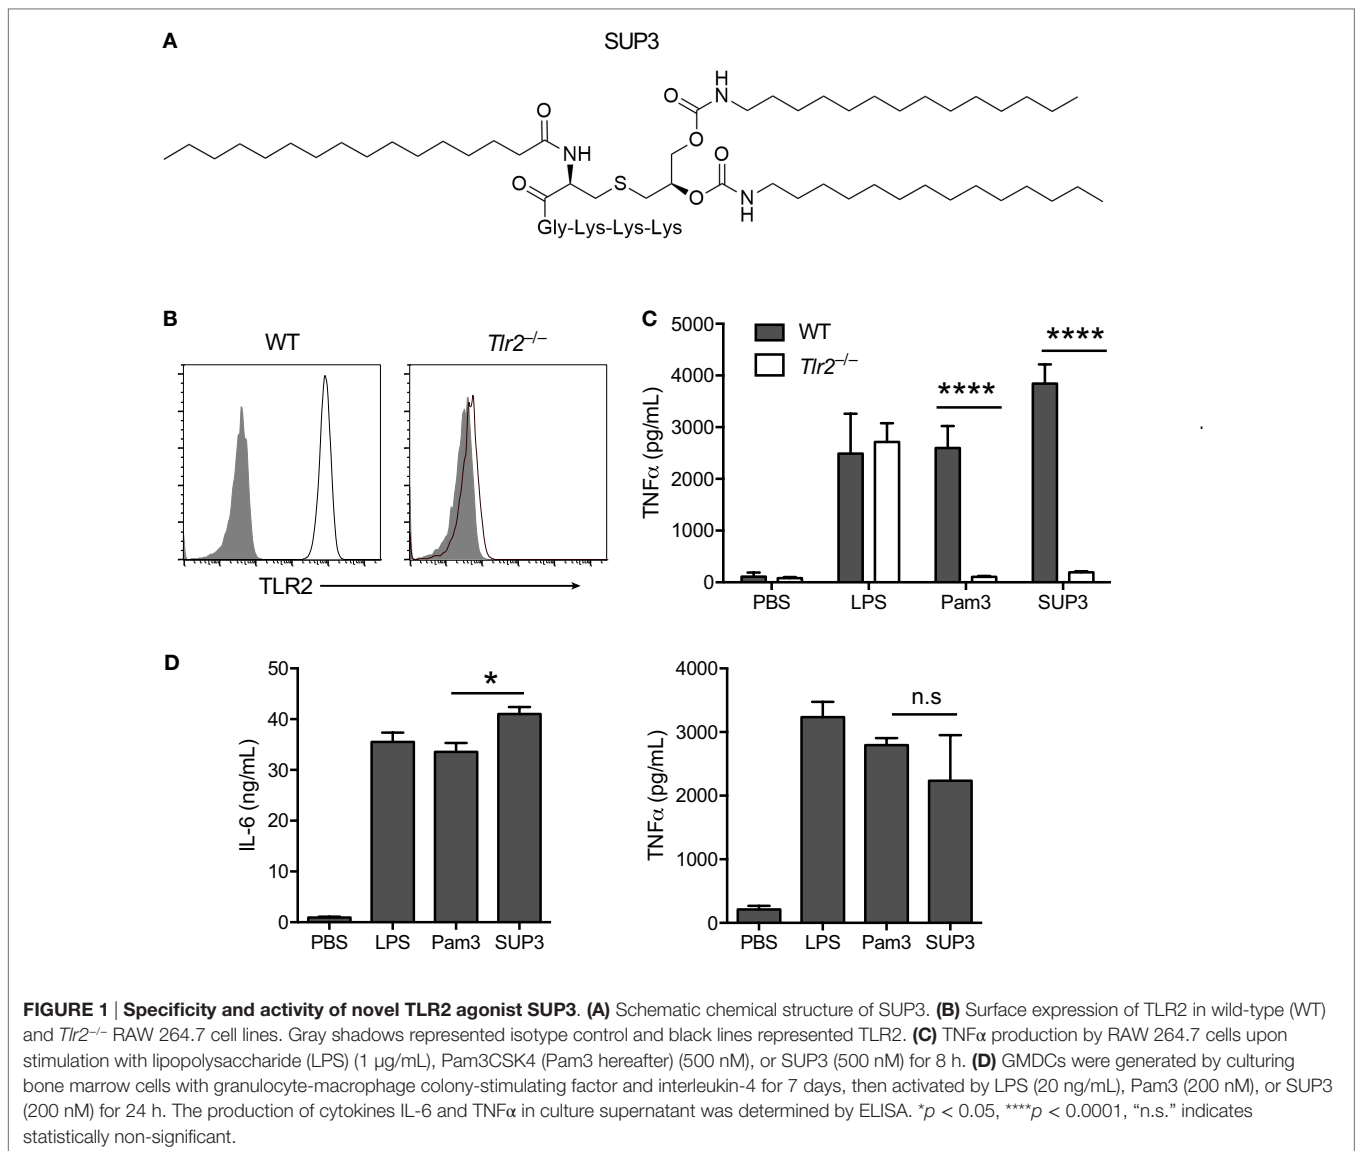 A
SUP3
O
NH
O
S
Gly-Lys-Lys-Lys
O
H
N
O
O
O
N
H
B
WT
Tlr2–/–
TLR2
C
5000
4000
3000
2000
1000
0
TNFα (pg/mL)
WT
Tlr2–/–
****
****
PBS
LPS
Pam3
SUP3
D
50
40
30
20
10
0
IL-6 (ng/mL)
*
PBS
LPS
Pam3
SUP3
4000
3000
2000
1000
0
TNFα (pg/mL)
n.s
PBS
LPS
Pam3
SUP3
FIGURE 1 | Specificity and activity of novel TLR2 agonist SUP3. (A) Schematic chemical structure of SUP3. (B) Surface expression of TLR2 in wild-type (WT)
and Tlr2–/– RAW 264.7 cell lines. Gray shadows represented isotype control and black lines represented TLR2. (C) TNFα production by RAW 264.7 cells upon
stimulation with lipopolysaccharide (LPS) (1 μg/mL), Pam3CSK4 (Pam3 hereafter) (500 nM), or SUP3 (500 nM) for 8 h. (D) GMDCs were generated by culturing
bone marrow cells with granulocyte-macrophage colony-stimulating factor and interleukin-4 for 7 days, then activated by LPS (20 ng/mL), Pam3 (200 nM), or SUP3
(200 nM) for 24 h. The production of cytokines IL-6 and TNFα in culture supernatant was determined by ELISA. *p < 0.05, ****p < 0.0001, “n.s.” indicates
statistically non-significant.